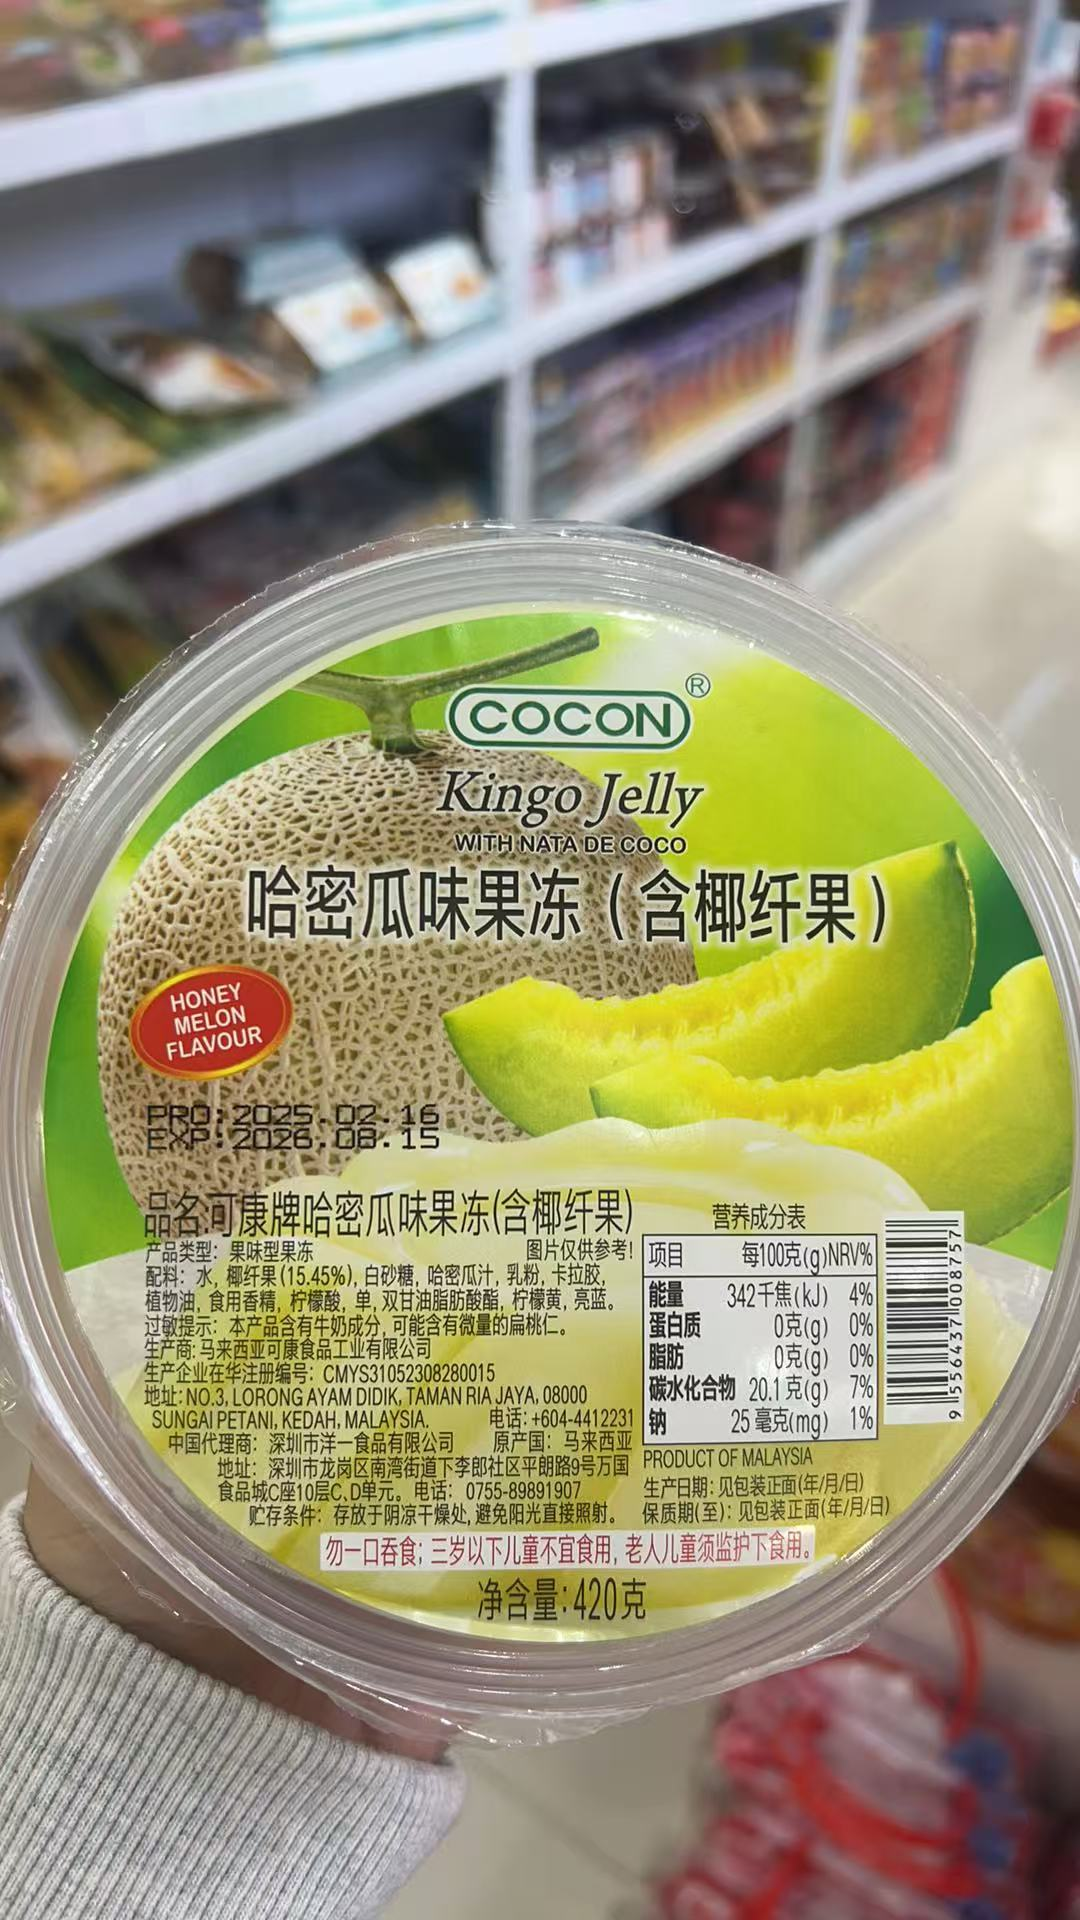 COCON®
Kingo Jelly
WITH NATA DE COCO
哈密瓜味果冻（含椰纤果）
HONEY
MELON
FLAVOUR
PRO:2025.02.16
EXP:2026.08.15
品名:可康牌哈密瓜味果冻(含椰纤果)
产品类型：果味型果冻 图片仅供参考!
配料：水, 椰纤果(15.45%), 白砂糖, 哈密瓜汁, 乳粉, 卡拉胶,
植物油, 食用香精, 柠檬酸, 单, 双甘油脂肪酸酯, 柠檬黄, 亮蓝。
过敏提示：本产品含有牛奶成分, 可能含有微量的扁桃仁。
生产商: 马来西亚可康食品工业有限公司
生产企业在华注册编号：CMYS31052308280015
地址: NO.3, LORONG AYAM DIDIK, TAMAN RIA JAYA, 08000
SUNGAI PETANI, KEDAH, MALAYSIA. 电话: +604-4412231
中国代理商：深圳市洋一食品有限公司 原产国：马来西亚
地址：深圳市龙岗区南湾街道下李郎社区平朗路9号万国
食品城C座10层C, D单元。电话：0755-89891907
贮存条件：存放于阴凉干燥处, 避免阳光直接照射。
营养成分表
项目 每100克(g) NRV%
能量 342千焦(kJ) 4%
蛋白质 0克(g) 0%
脂肪 0克(g) 0%
碳水化合物 20.1克(g) 7%
钠 25毫克(mg) 1%
PRODUCT OF MALAYSIA
生产日期: 见包装正面(年/月/日)
保质期(至): 见包装正面(年/月/日)
9 556437 008757
勿一口吞食; 三岁以下儿童不宜食用, 老人儿童须监护下食用。
净含量:420克